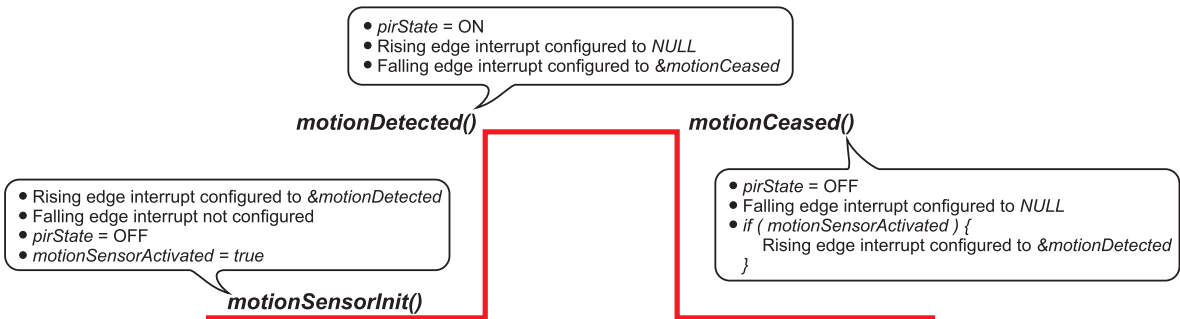 ● pirState = ON
● Rising edge interrupt configured to NULL
● Falling edge interrupt configured to &motionCeased
motionDetected()
motionCeased()
● Rising edge interrupt configured to &motionDetected
● Falling edge interrupt not configured
● pirState = OFF
● motionSensorActivated = true
motionSensorInit()
● pirState = OFF
● Falling edge interrupt configured to NULL
● if ( motionSensorActivated ) {
Rising edge interrupt configured to &motionDetected
}